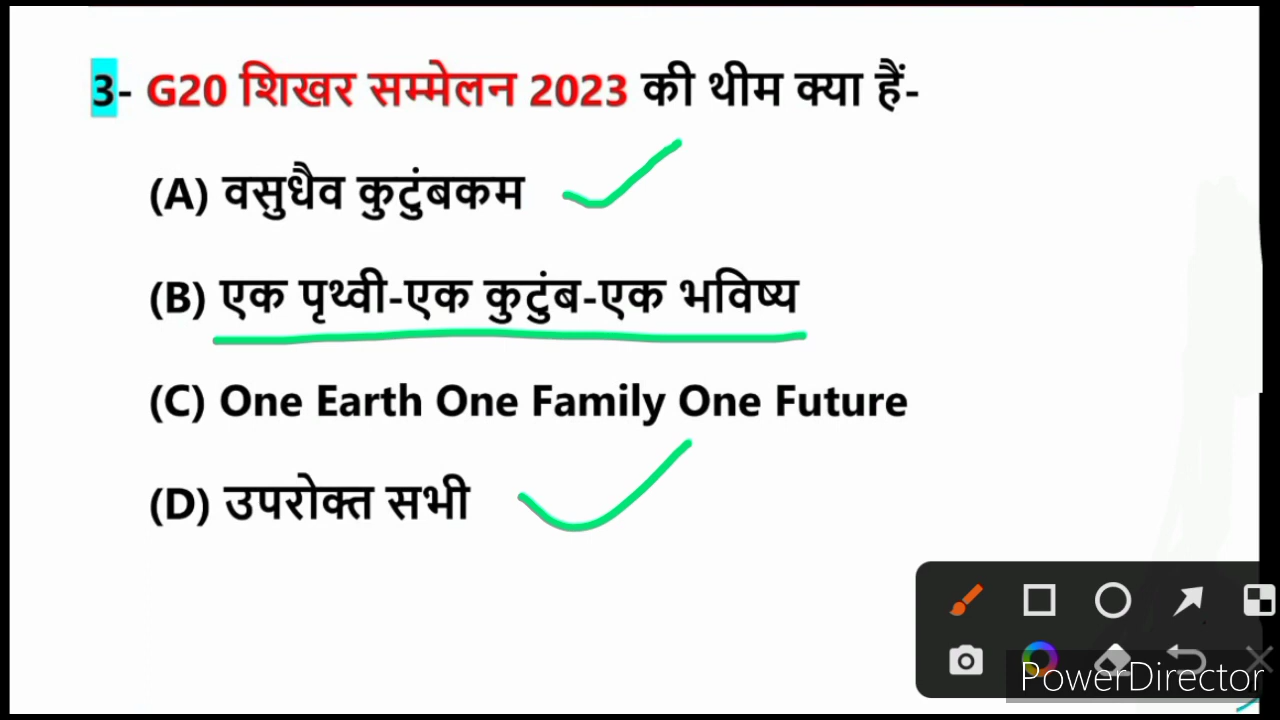 3- G20 शिखर सम्मेलन 2023 की थीम क्या हैं-
(A) वसुधैव कुटुंबकम
(B) एक पृथ्वी-एक कुटुंब-एक भविष्य
(C) One Earth One Family One Future
(D) उपरोक्त सभी
PowerDirector